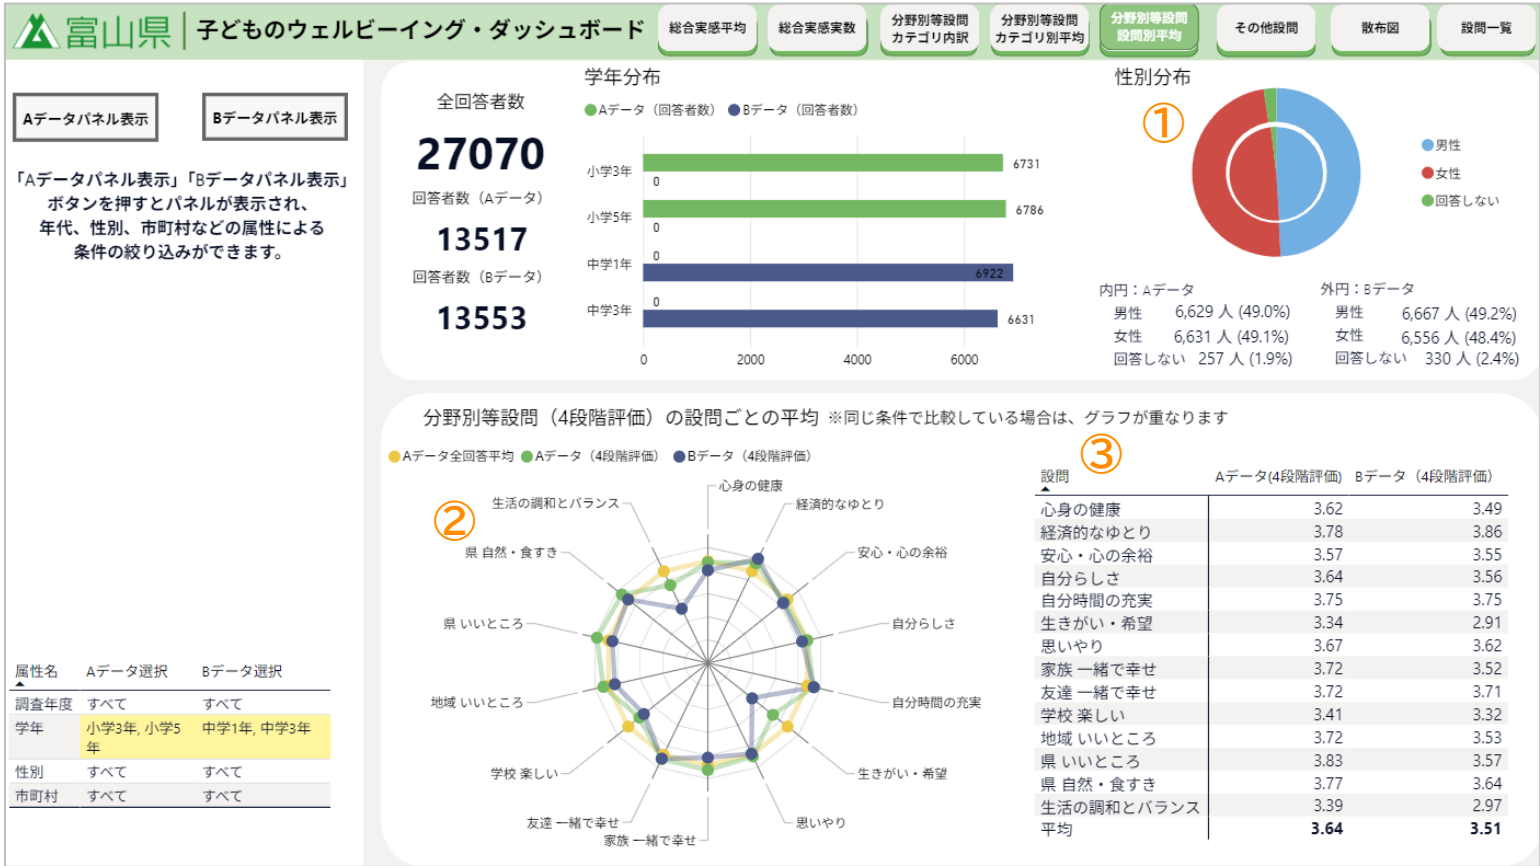 富山県 子どものウェルビーイング・ダッシュボード
総合実感平均
総合実感実数
分野別等設問
カテゴリ内訳
分野別等設問
カテゴリ別平均
分野別等設問
設問別平均
その他設問
散布図
設問一覧
Aデータパネル表示
Bデータパネル表示
「Aデータパネル表示」「Bデータパネル表示」
ボタンを押すとパネルが表示され、
年代、性別、市町村などの属性による
条件の絞り込みができます。
属性名 Aデータ選択 Bデータ選択
調査年度 すべて すべて
学年 小学3年, 小学5年 中学1年, 中学3年
性別 すべて すべて
市町村 すべて すべて
全回答者数
27070
回答者数（Aデータ）
13517
回答者数（Bデータ）
13553
学年分布
Aデータ（回答者数） Bデータ（回答者数）
小学3年 6731
0
小学5年 6786
0
中学1年 0
6922
中学3年 0
6631
0 2000 4000 6000
性別分布
①
男性
女性
回答しない
内円：Aデータ
男性 6,629 人 (49.0%)
女性 6,631 人 (49.1%)
回答しない 257 人 (1.9%)
外円：Bデータ
男性 6,667 人 (49.2%)
女性 6,556 人 (48.4%)
回答しない 330 人 (2.4%)
分野別等設問（4段階評価）の設問ごとの平均 ※同じ条件で比較している場合は、グラフが重なります
Aデータ全回答平均 Aデータ（4段階評価） Bデータ（4段階評価）
②
心身の健康
経済的なゆとり
安心・心の余裕
自分らしさ
自分時間の充実
生きがい・希望
思いやり
家族 一緒で幸せ
友達 一緒で幸せ
学校 楽しい
地域 いいところ
県 いいところ
県 自然・食すき
生活の調和とバランス
③
設問 Aデータ(4段階評価) Bデータ（4段階評価）
心身の健康 3.62 3.49
経済的なゆとり 3.78 3.86
安心・心の余裕 3.57 3.55
自分らしさ 3.64 3.56
自分時間の充実 3.75 3.75
生きがい・希望 3.34 2.91
思いやり 3.67 3.62
家族 一緒で幸せ 3.72 3.52
友達 一緒で幸せ 3.72 3.71
学校 楽しい 3.41 3.32
地域 いいところ 3.72 3.53
県 いいところ 3.83 3.57
県 自然・食すき 3.77 3.64
生活の調和とバランス 3.39 2.97
平均 3.64 3.51